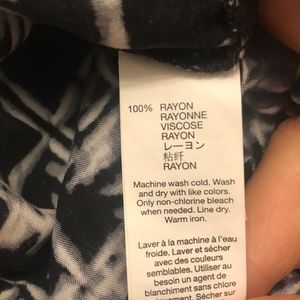 100% RAYON
RAYONNE
VISCOSE
RAYON
レーヨン
粘纤
RAYON
Machine wash cold. Wash
and dry with like colors.
Only non-chlorine bleach
when needed. Line dry.
Warm iron.
Laver à la machine à l'eau
froide. Laver et sécher
avec des couleurs
semblables. Utiliser au
besoin un agent de
blanchiment sans chlore
Sécher sur